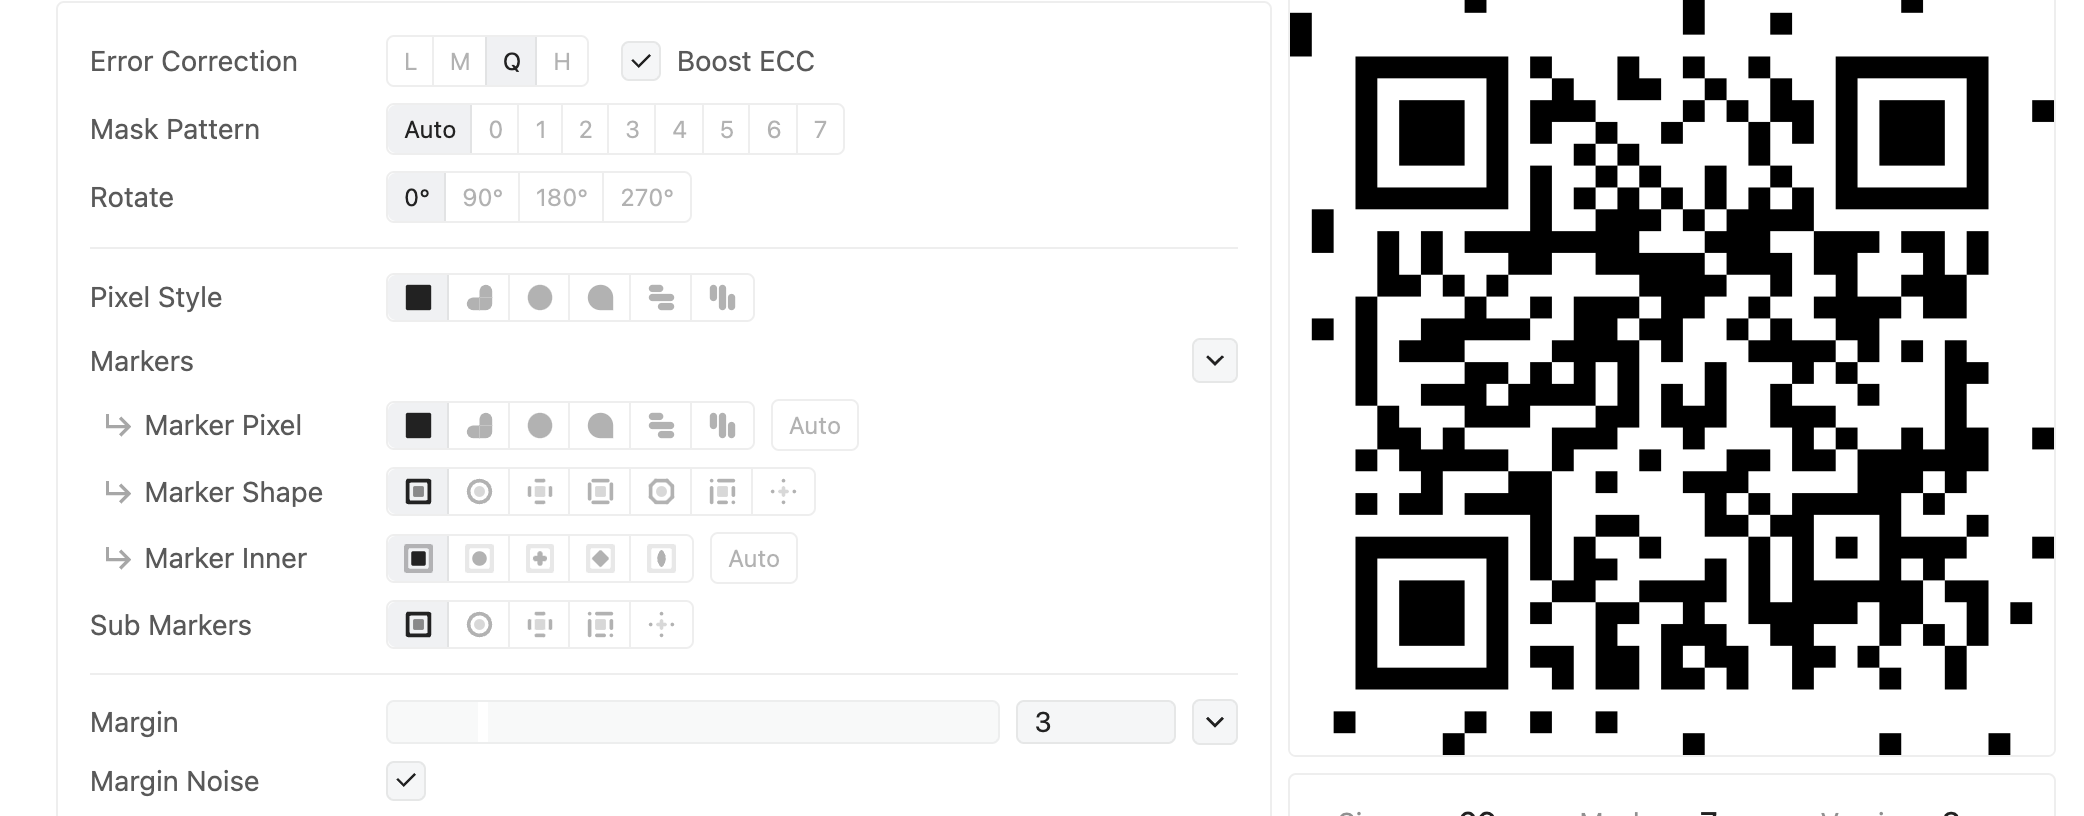 Error Correction L M Q H Boost ECC
Mask Pattern Auto 0 1 2 3 4 5 6 7
Rotate 0° 90° 180° 270°
Pixel Style
Markers
Marker Pixel Auto
Marker Shape
Marker Inner Auto
Sub Markers
Margin 3
Margin Noise